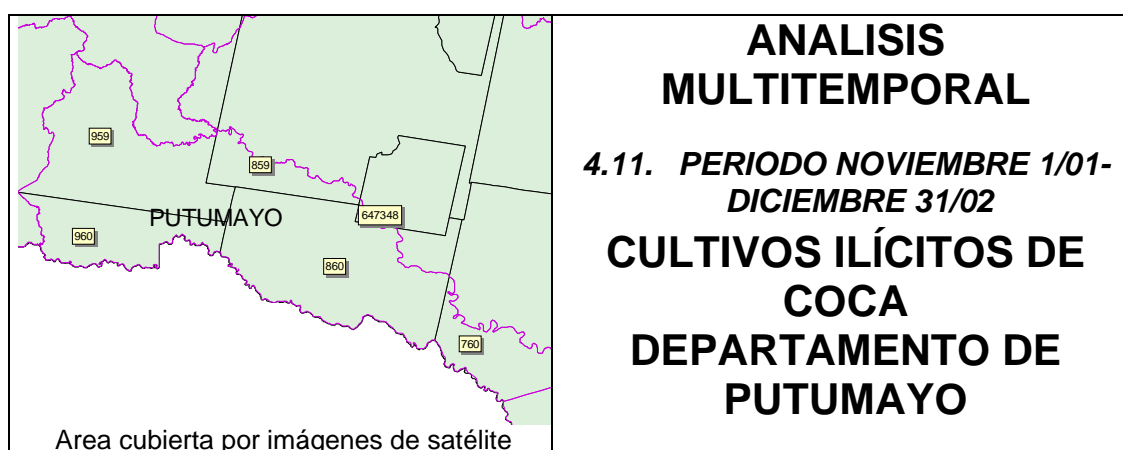 959
859
PUTUMAYO
647348
960
860
760
Area cubierta por imágenes de satélite
ANALISIS
MULTITEMPORAL
4.11. PERIODO NOVIEMBRE 1/01-
DICIEMBRE 31/02
CULTIVOS ILÍCITOS DE
COCA
DEPARTAMENTO DE
PUTUMAYO